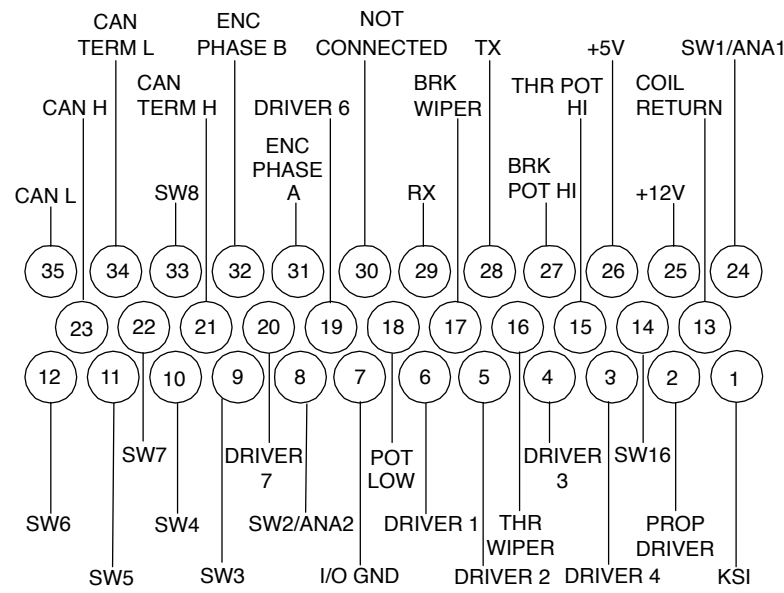 CAN
TERM L
ENC
PHASE B
NOT
CONNECTED
TX
+5V
SW1/ANA1
CAN H
CAN
TERM H
DRIVER 6
BRK
WIPER
THR POT
HI
COIL
RETURN
CAN L
SW8
ENC
PHASE
A
RX
BRK
POT HI
+12V
35 34 33 32 31 30 29 28 27 26 25 24
23 22 21 20 19 18 17 16 15 14 13
12 11 10 9 8 7 6 5 4 3 2 1
SW7
DRIVER
7
POT
LOW
DRIVER
3
SW16
SW6
SW4
SW2/ANA2
DRIVER 1
THR
WIPER
PROP
DRIVER
SW5
SW3
I/O GND
DRIVER 2
DRIVER 4
KSI